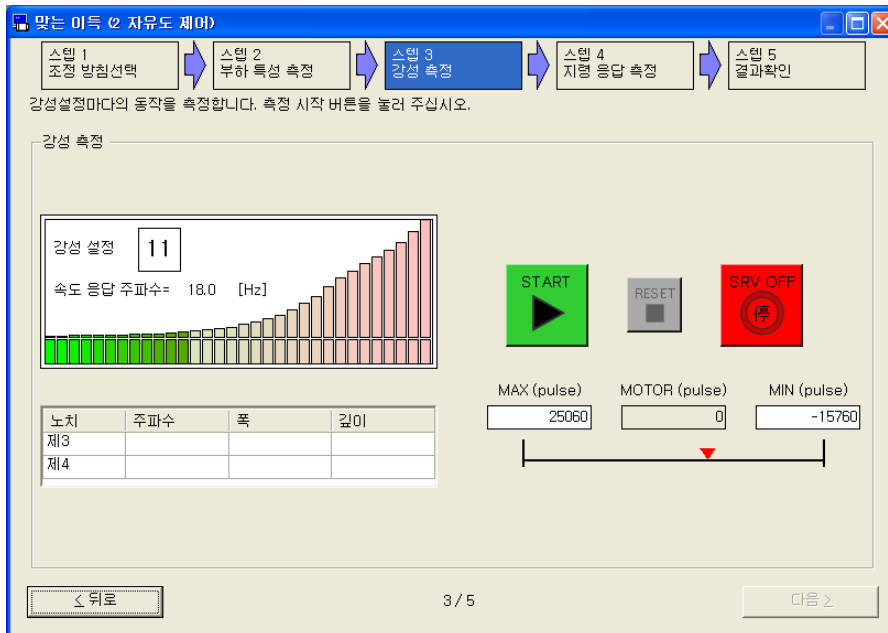 맞는 이득 (2 자유도 제어)
스텝 1
조정 방침선택
스텝 2
부하 특성 측정
스텝 3
강성 측정
스텝 4
지령 응답 측정
스텝 5
결과확인
강성설정마다의 동작을 측정합니다. 측정 시작 버튼을 눌러 주십시오.
강성 측정
강성 설정 11
속도 응답 주파수= 18.0 [Hz]
START
RESET
SRV OFF
停
MAX (pulse) MOTOR (pulse) MIN (pulse)
25060 0 -15760
노치 주파수 폭 깊이
제3
제4
< 뒤로
3 / 5
다음 >